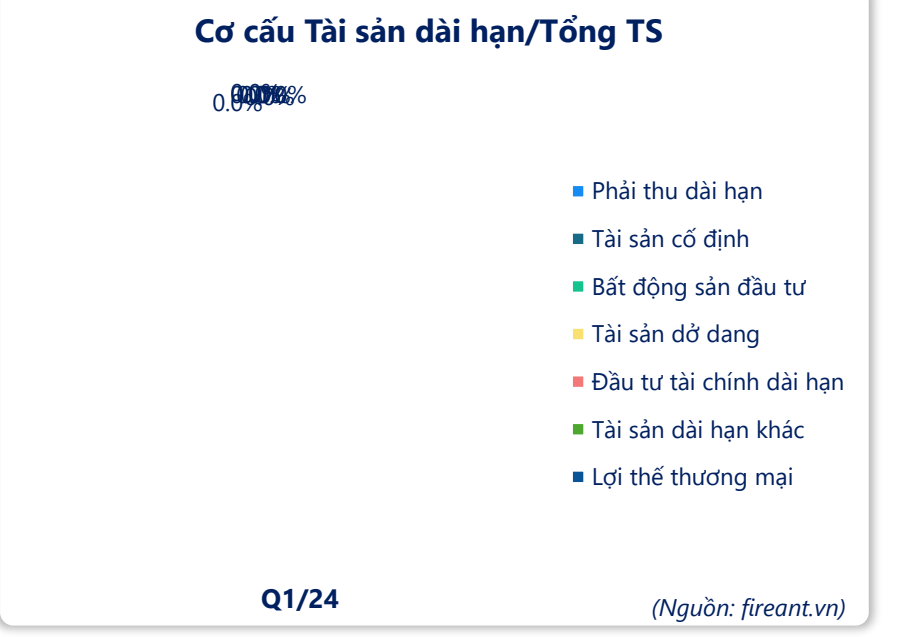 Cơ cấu Tài sản dài hạn/Tổng TS
0.0%
Phải thu dài hạn
Tài sản cố định
Bất động sản đầu tư
Tài sản dở dang
Đầu tư tài chính dài hạn
Tài sản dài hạn khác
Lợi thế thương mại
Q1/24
(Nguồn: fireant.vn)